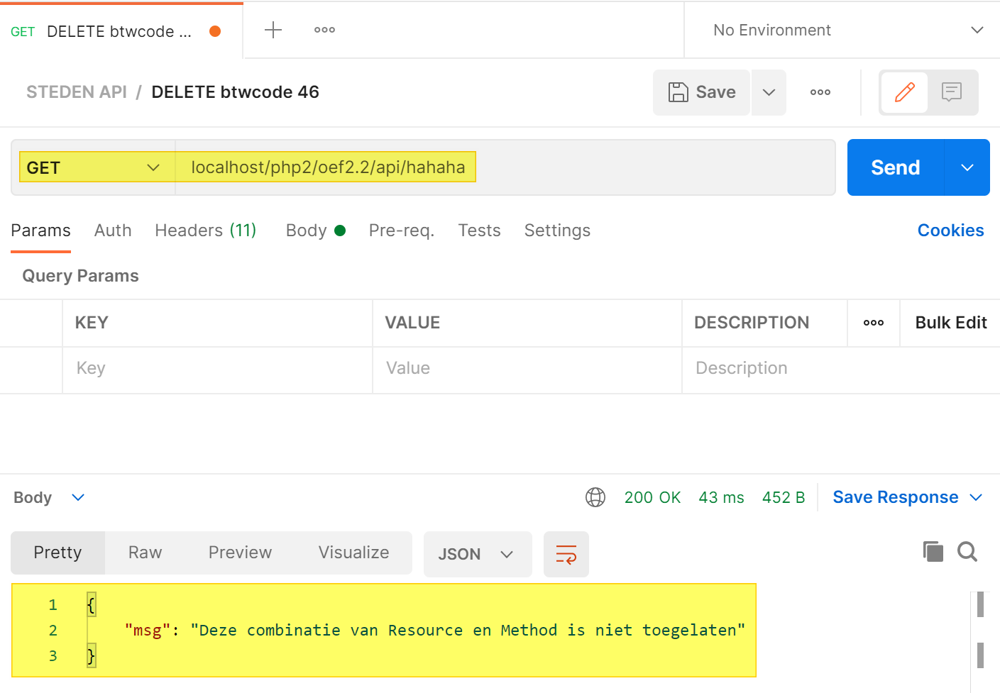 GET DELETE btwcode ... No Environment
STEDEN API / DELETE btwcode 46 Save
GET localhost/php2/oef2.2/api/hahaha Send
Params Auth Headers (11) Body Pre-req. Tests Settings Cookies
Query Params
KEY VALUE DESCRIPTION Bulk Edit
Key Value Description
Body 200 OK 43 ms 452 B Save Response
Pretty Raw Preview Visualize JSON
1 {
2 "msg": "Deze combinatie van Resource en Method is niet toegelaten"
3 }